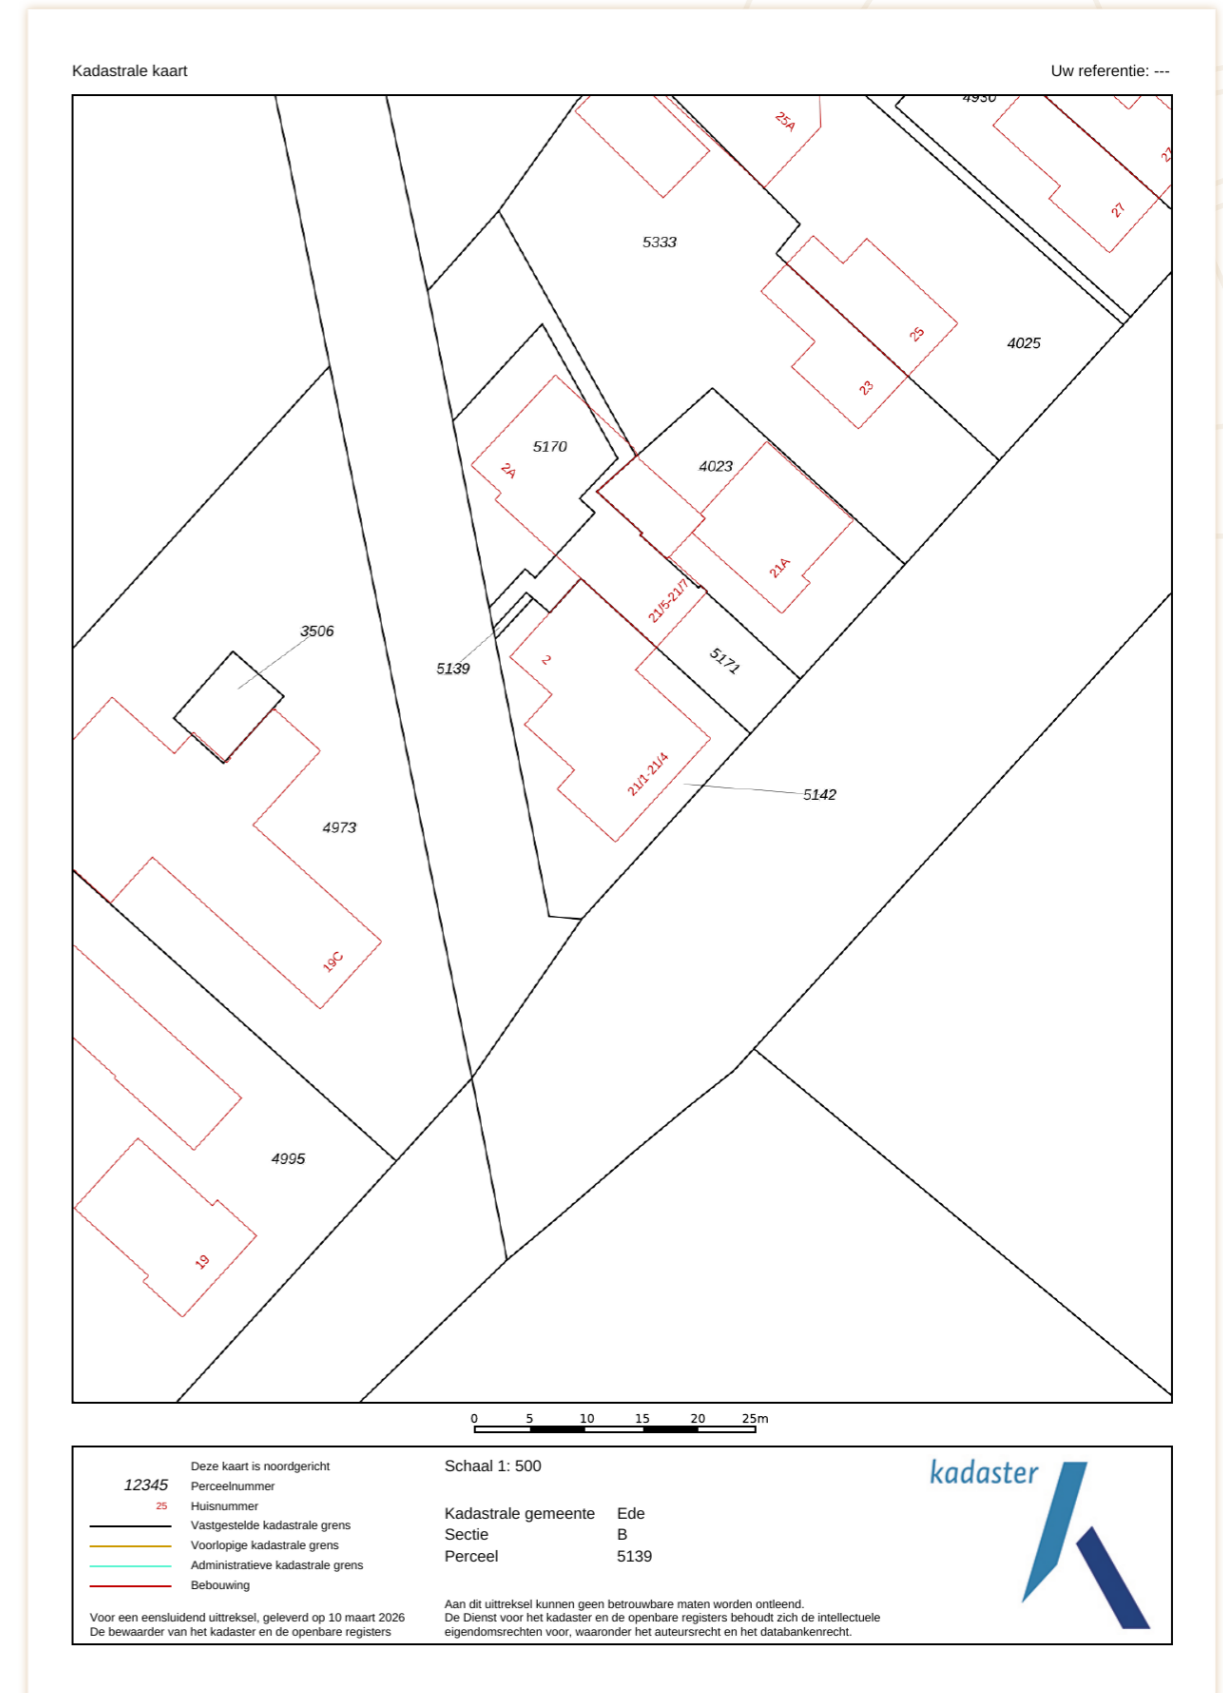 Kadastrale kaart
Uw referentie: ---
4930
25A
27
27
5333
25
4025
23
5170
2A
4023
21A
21/5-21/7
3506
5139
2
5171
21/1-21/4
5142
4973
19C
4995
19
0 5 10 15 20 25m
Deze kaart is noordgericht
12345 Perceelnummer
25 Huisnummer
Vastgestelde kadastrale grens
Voorlopige kadastrale grens
Administratieve kadastrale grens
Bebouwing
Voor een eensluidend uittreksel, geleverd op 10 maart 2026
De bewaarder van het kadaster en de openbare registers
Schaal 1: 500
Kadastrale gemeente Ede
Sectie B
Perceel 5139
Aan dit uittreksel kunnen geen betrouwbare maten worden ontleend.
De Dienst voor het kadaster en de openbare registers behoudt zich de intellectuele
eigendomsrechten voor, waaronder het auteursrecht en het databankenrecht.
kadaster